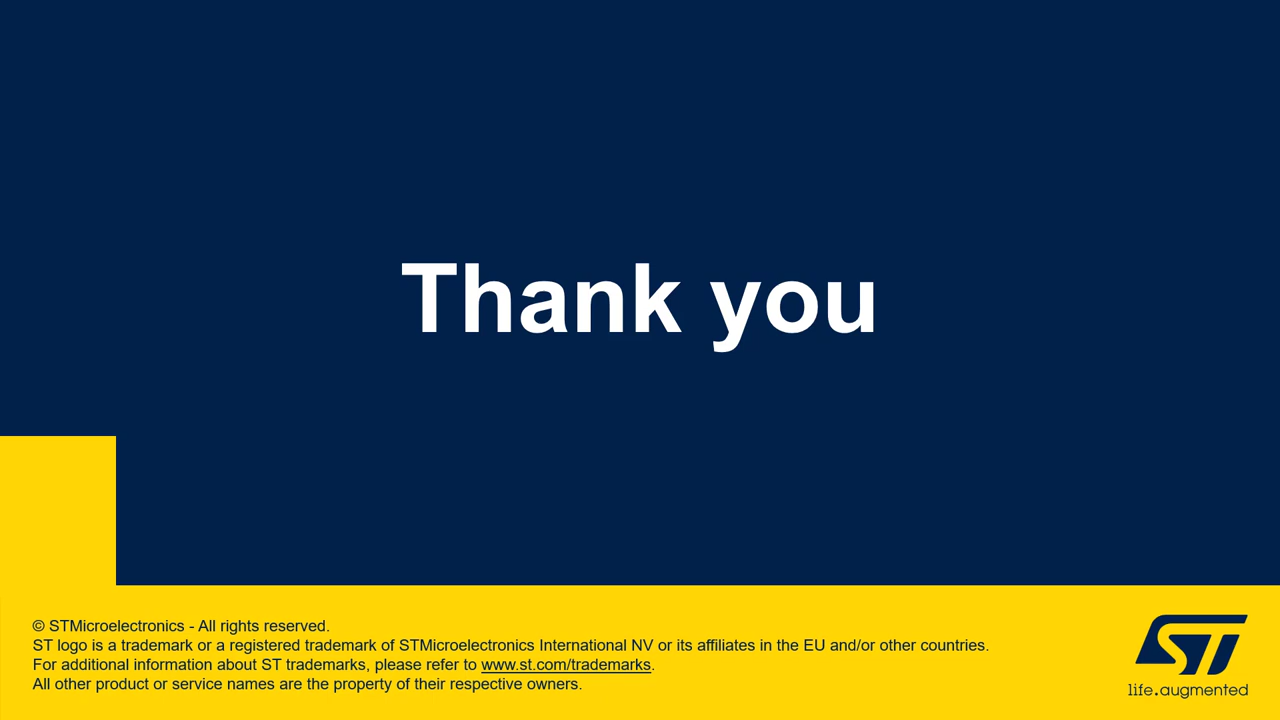 Thank you
© STMicroelectronics - All rights reserved.
ST logo is a trademark or a registered trademark of STMicroelectronics International NV or its affiliates in the EU and/or other countries.
For additional information about ST trademarks, please refer to www.st.com/trademarks.
All other product or service names are the property of their respective owners.
ST
life.augmented